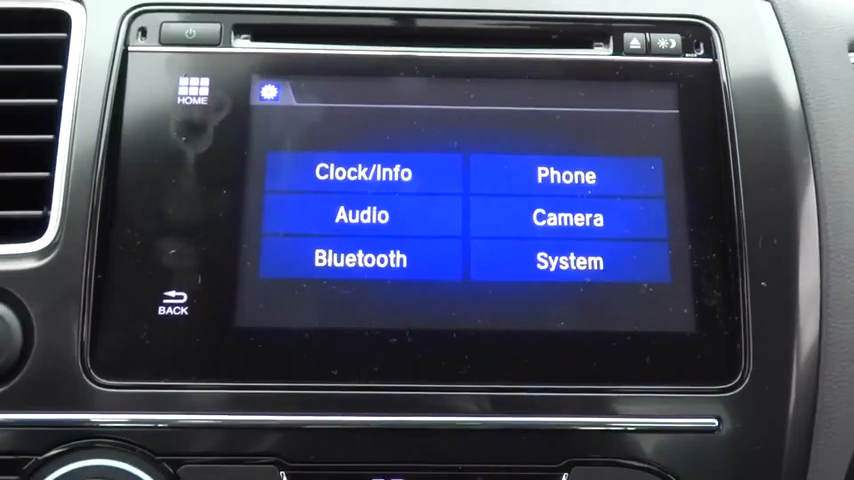 HOME
Clock/Info
Phone
Audio
Camera
Bluetooth
System
BACK